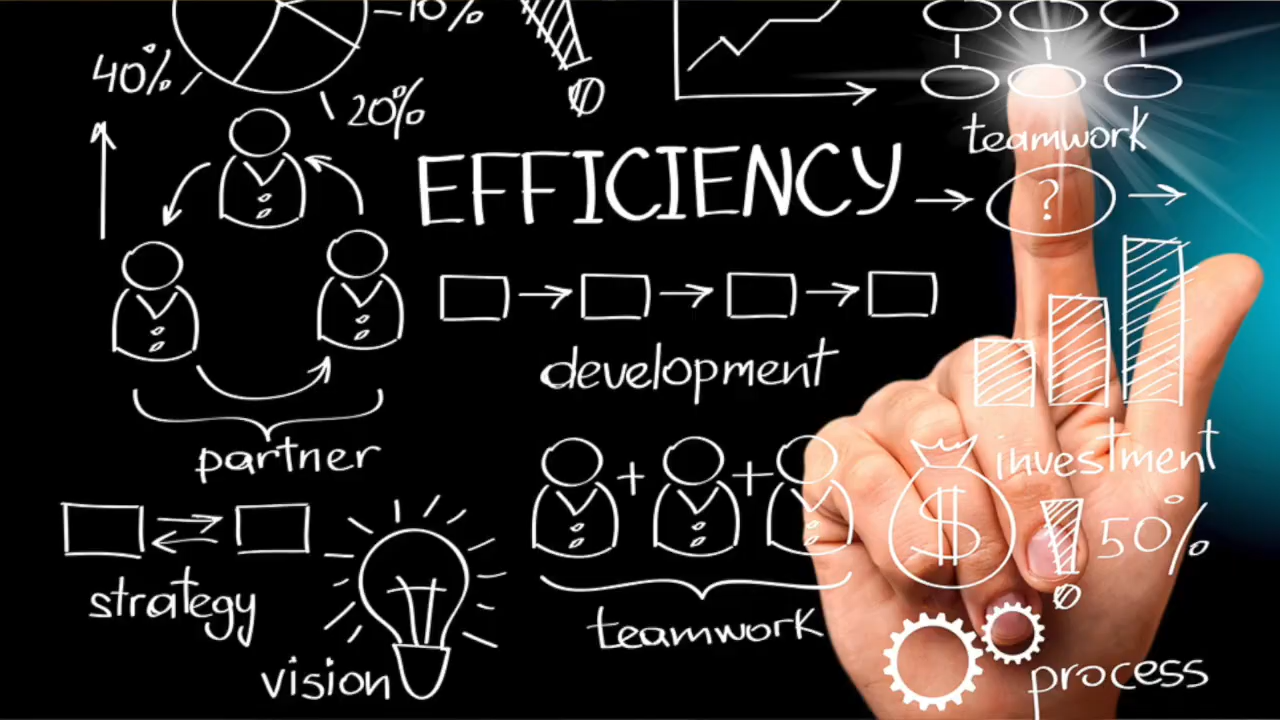 10%
40%
20%
teamwork
EFFICIENCY
?
development
partner
investment
$
50%
strategy
teamwork
vision
process